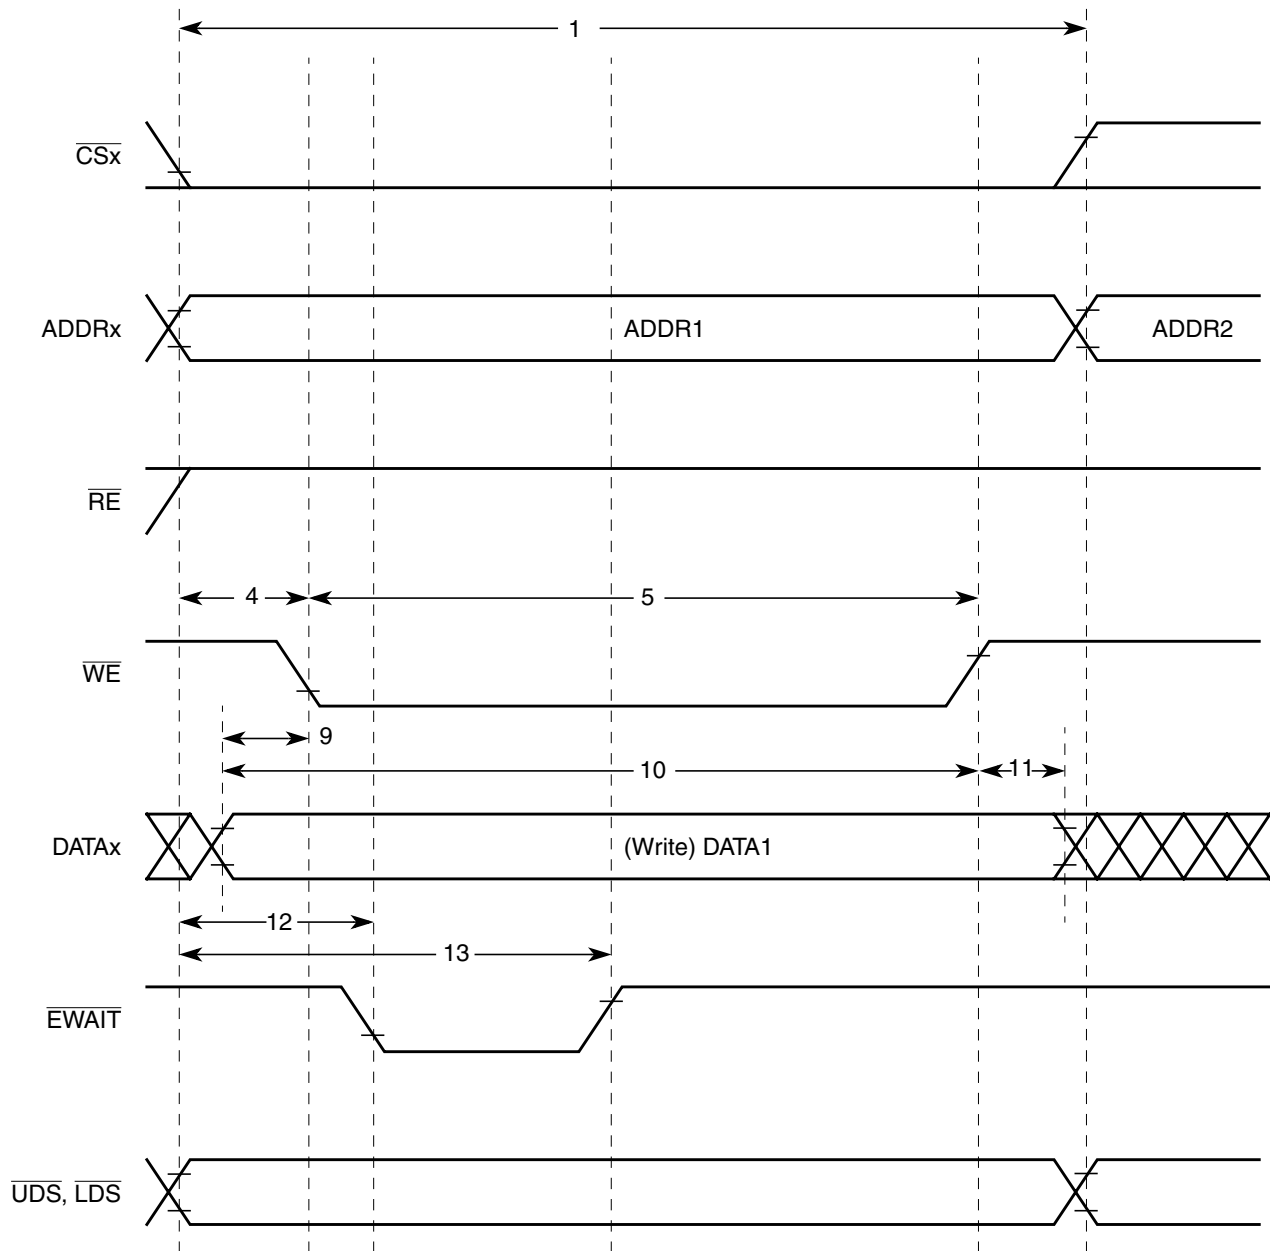 1
CSx
ADDRx ADDR1 ADDR2
RE
4 5
WE
9
10 11
DATAx (Write) DATA1
12
13
EWAIT
UDS, LDS